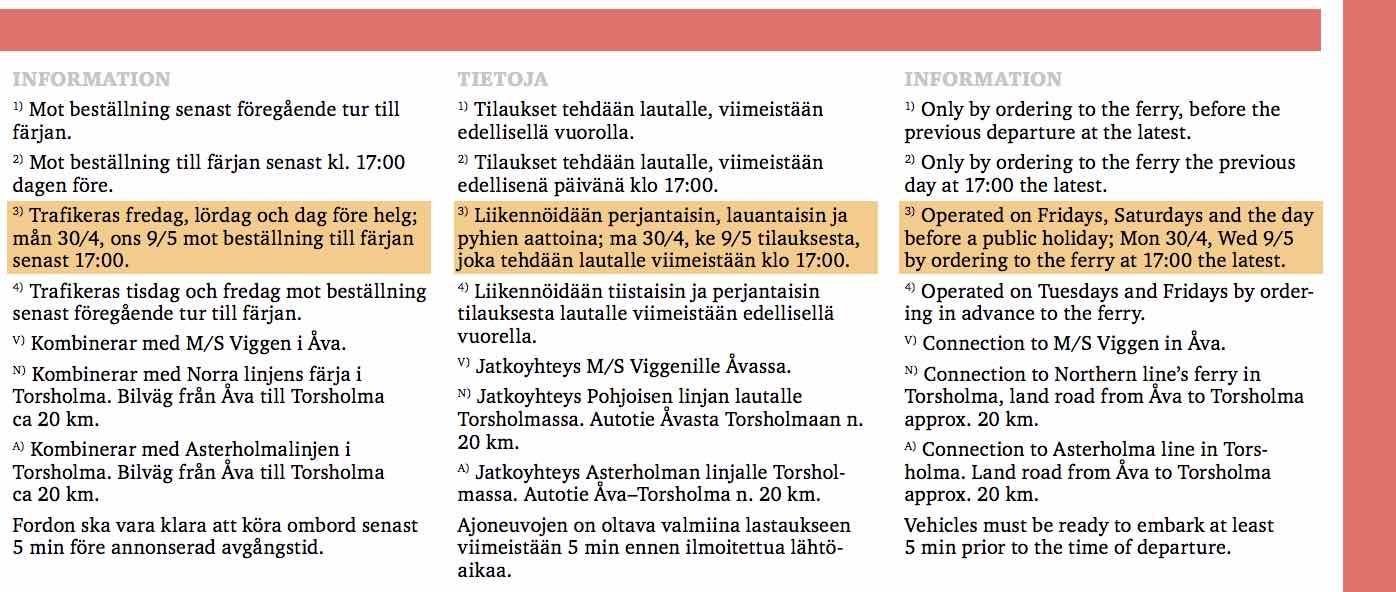 INFORMATION
1) Mot beställning senast föregående tur till
färjan.
2) Mot beställning till färjan senast kl. 17:00
dagen före.
3) Trafikeras fredag, lördag och dag före helg;
mån 30/4, ons 9/5 mot beställning till färjan
senast 17:00.
4) Trafikeras tisdag och fredag mot beställning
senast föregående tur till färjan.
V) Kombinerar med M/S Viggen i Åva.
N) Kombinerar med Norra linjens färja i
Torsholma. Bilväg från Åva till Torsholma
ca 20 km.
A) Kombinerar med Asterholmalinjen i
Torsholma. Bilväg från Åva till Torsholma
ca 20 km.
Fordon ska vara klara att köra ombord senast
5 min före annonserad avgångstid.
TIETOJA
1) Tilaukset tehdään lautalle, viimeistään
edellisellä vuorolla.
2) Tilaukset tehdään lautalle, viimeistään
edellisenä päivänä klo 17:00.
3) Liikennöidään perjantaisin, lauantaisin ja
pyhien aattoina; ma 30/4, ke 9/5 tilauksesta,
joka tehdään lautalle viimeistään klo 17:00.
4) Liikennöidään tiistaisin ja perjantaisin
tilauksesta lautalle viimeistään edellisellä
vuorella.
V) Jatkoyhteys M/S Viggenille Åvassa.
N) Jatkoyhteys Pohjoisen linjan lautalle
Torsholmassa. Autotie Åvasta Torsholmaan n.
20 km.
A) Jatkoyhteys Asterholman linjalle Torshol-
massa. Autotie Åva–Torsholma n. 20 km.
Ajoneuvojen on oltava valmiina lastaukseen
viimeistään 5 min ennen ilmoitettua lähtö-
aikaa.
INFORMATION
1) Only by ordering to the ferry, before the
previous departure at the latest.
2) Only by ordering to the ferry the previous
day at 17:00 the latest.
3) Operated on Fridays, Saturdays and the day
before a public holiday; Mon 30/4, Wed 9/5
by ordering to the ferry at 17:00 the latest.
4) Operated on Tuesdays and Fridays by order-
ing in advance to the ferry.
V) Connection to M/S Viggen in Åva.
N) Connection to Northern line’s ferry in
Torsholma, land road from Åva to Torsholma
approx. 20 km.
A) Connection to Asterholma line in Tors-
holma. Land road from Åva to Torsholma
approx. 20 km.
Vehicles must be ready to embark at least
5 min prior to the time of departure.